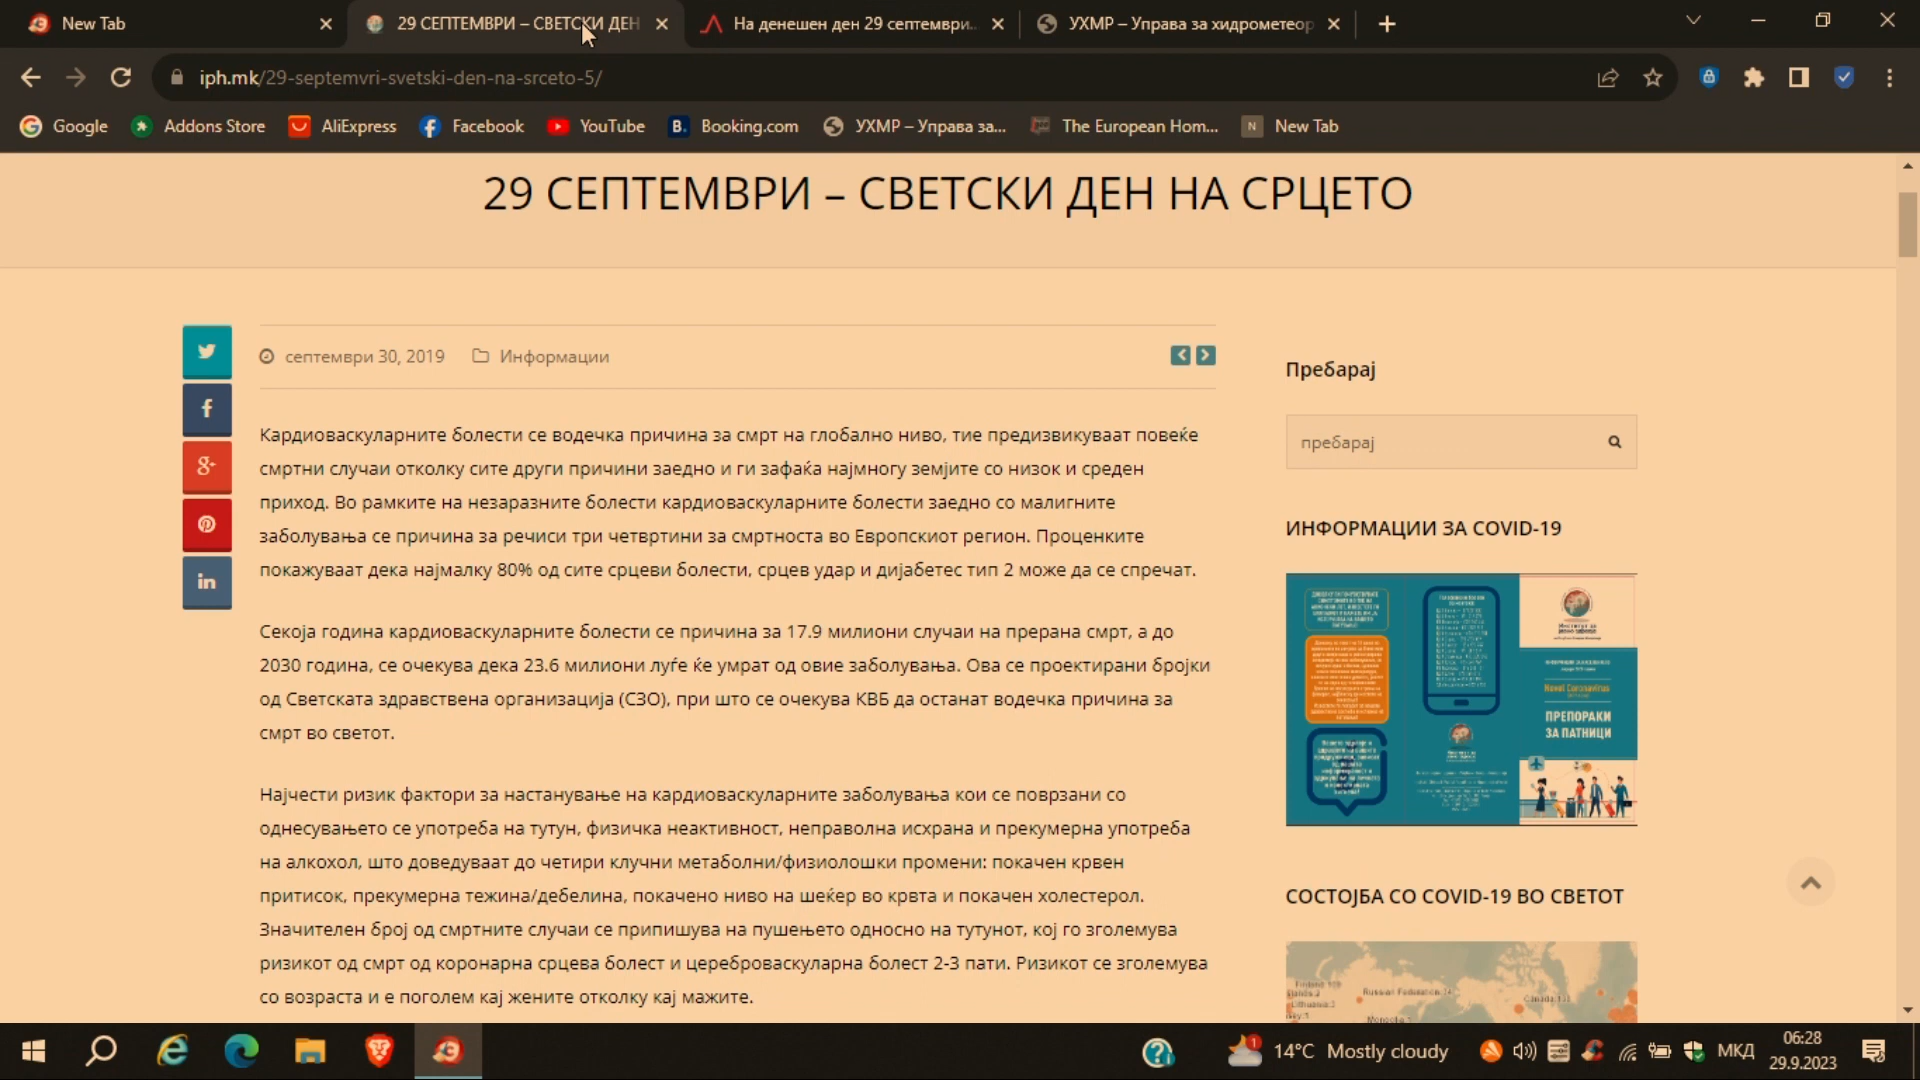 New Tab
29 СЕПТЕМВРИ – СВЕТСКИ ДЕН
На денешен ден 29 септември...
УХМР – Управа за хидрометеор
iph.mk/29-septemvri-svetski-den-na-srceto-5/
Google
Addons Store
AliExpress
Facebook
YouTube
Booking.com
УХМР – Управа за...
The European Hom...
New Tab
29 СЕПТЕМВРИ – СВЕТСКИ ДЕН НА СРЦЕТО
септември 30, 2019
Информации
Кардиоваскуларните болести се водечка причина за смрт на глобално ниво, тие предизвикуваат повеќе
смртни случаи отколку сите други причини заедно и ги зафаќа најмногу земјите со низок и среден
приход. Во рамките на незаразните болести кардиоваскуларните болести заедно со малигните
заболувања се причина за речиси три четвртини за смртноста во Европскиот регион. Проценките
покажуваат дека најмалку 80% од сите срцеви болести, срцев удар и дијабетес тип 2 може да се спречат.
Секоја година кардиоваскуларните болести се причина за 17.9 милиони случаи на прерана смрт, а до
2030 година, се очекува дека 23.6 милиони луѓе ќе умрат од овие заболувања. Ова се проектирани бројки
од Светската здравствена организација (СЗО), при што се очекува КВБ да останат водечка причина за
смрт во светот.
Најчести ризик фактори за настанување на кардиоваскуларните заболувања кои се поврзани со
однесувањето се употреба на тутун, физичка неактивност, неправолна исхрана и прекумерна употреба
на алкохол, што доведуваат до четири клучни метаболни/физиолошки промени: покачен крвен
притисок, прекумерна тежина/дебелина, покачено ниво на шеќер во крвта и покачен холестерол.
Значителен број од смртните случаи се припишува на пушењето односно на тутунот, кој го зголемува
ризикот од смрт од коронарна срцева болест и цереброваскуларна болест 2-3 пати. Ризикот се зголемува
со возраста и е поголем кај жените отколку кај мажите.
Пребарај
пребарај
ИНФОРМАЦИИ ЗА COVID-19
Novel Coronavirus
ПРЕПОРАКИ
ЗА ПАТНИЦИ
СОСТОЈБА СО COVID-19 ВО СВЕТОТ
Russian Federation
14°C Mostly cloudy
МКД
06:28
29.9.2023